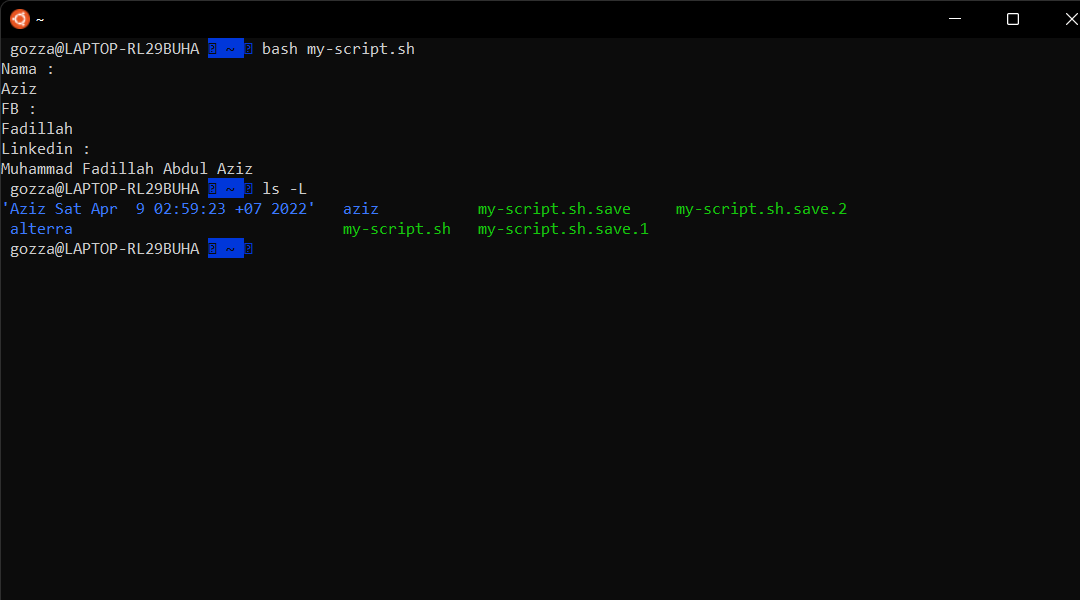 ~
gozza@LAPTOP-RL29BUHA ~ bash my-script.sh
Nama :
Aziz
FB :
Fadillah
Linkedin :
Muhammad Fadillah Abdul Aziz
gozza@LAPTOP-RL29BUHA ~ ls -L
'Aziz Sat Apr  9 02:59:23 +07 2022'   aziz           my-script.sh.save     my-script.sh.save.2
alterra                              my-script.sh   my-script.sh.save.1
gozza@LAPTOP-RL29BUHA ~